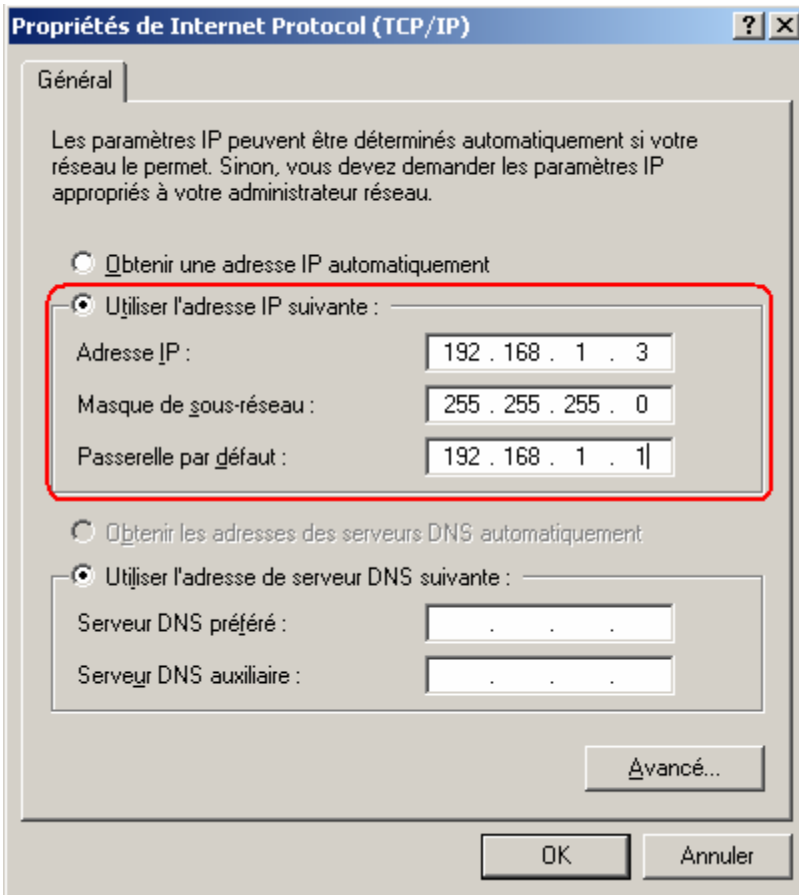 Propriétés de Internet Protocol (TCP/IP)
Général
Les paramètres IP peuvent être déterminés automatiquement si votre
réseau le permet. Sinon, vous devez demander les paramètres IP
appropriés à votre administrateur réseau.
Obtenir une adresse IP automatiquement
Utiliser l'adresse IP suivante :
Adresse IP : 192 . 168 . 1 . 3
Masque de sous-réseau : 255 . 255 . 255 . 0
Passerelle par défaut : 192 . 168 . 1 . 1
Obtenir les adresses des serveurs DNS automatiquement
Utiliser l'adresse de serveur DNS suivante :
Serveur DNS préféré : . . .
Serveur DNS auxiliaire : . . .
Avancé...
OK Annuler